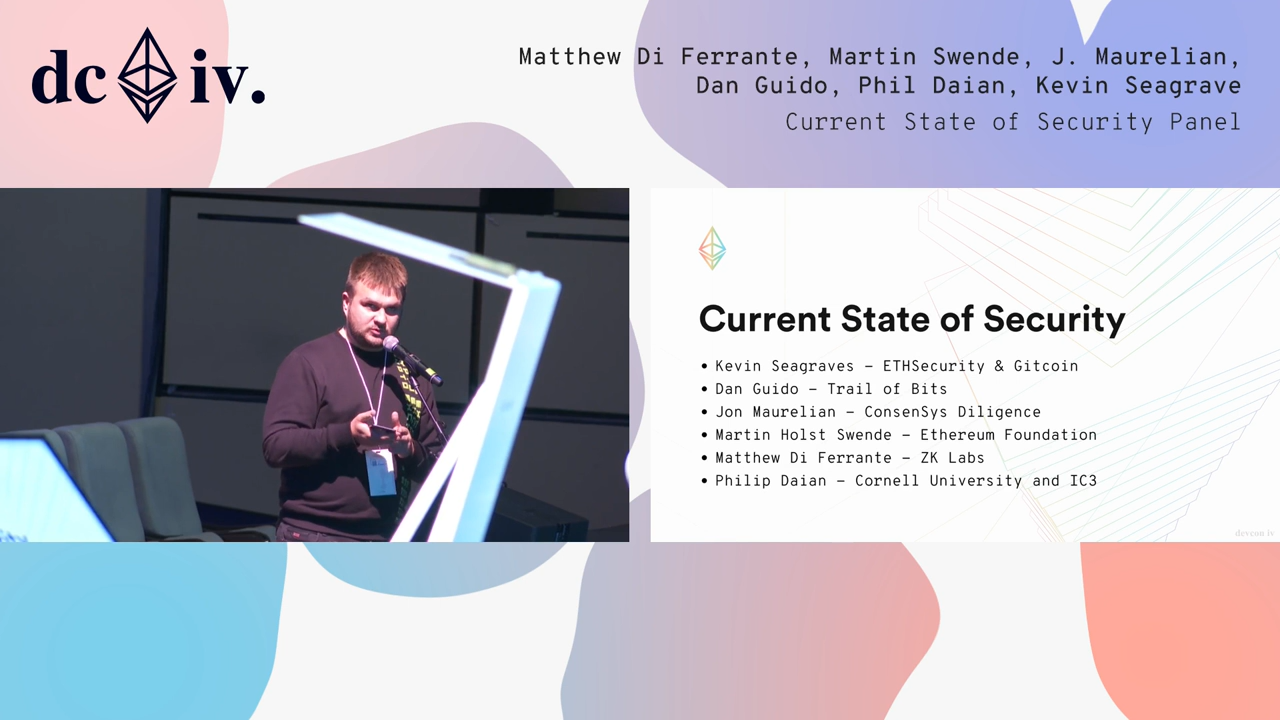 dc iv.
Matthew Di Ferrante, Martin Swende, J. Maurelian,
Dan Guido, Phil Daian, Kevin Seagrave
Current State of Security Panel
Current State of Security
• Kevin Seagraves - ETHSecurity & Gitcoin
• Dan Guido - Trail of Bits
• Jon Maurelian - ConsenSys Diligence
• Martin Holst Swende - Ethereum Foundation
• Matthew Di Ferrante - ZK Labs
• Philip Daian - Cornell University and IC3
devcon iv